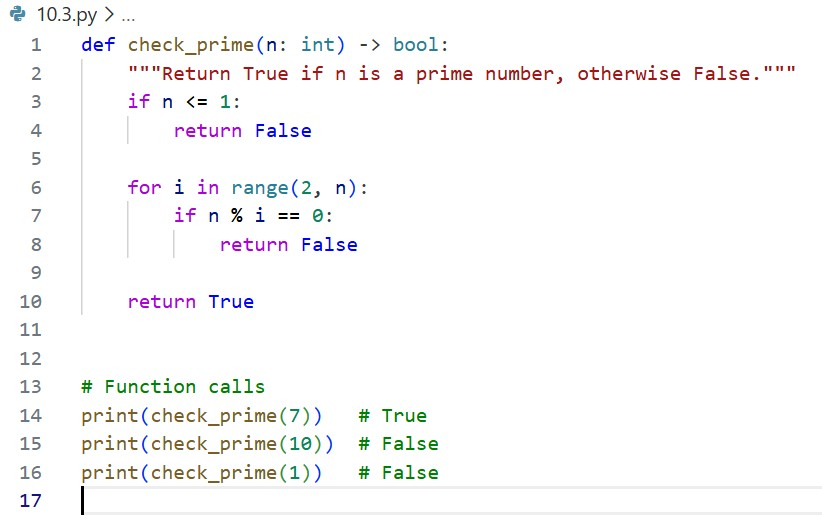 10.3.py > ...
1 def check_prime(n: int) -> bool:
2     """Return True if n is a prime number, otherwise False."""
3     if n <= 1:
4         return False
5
6     for i in range(2, n):
7         if n % i == 0:
8             return False
9
10     return True
11
12
13 # Function calls
14 print(check_prime(7))   # True
15 print(check_prime(10))  # False
16 print(check_prime(1))   # False
17